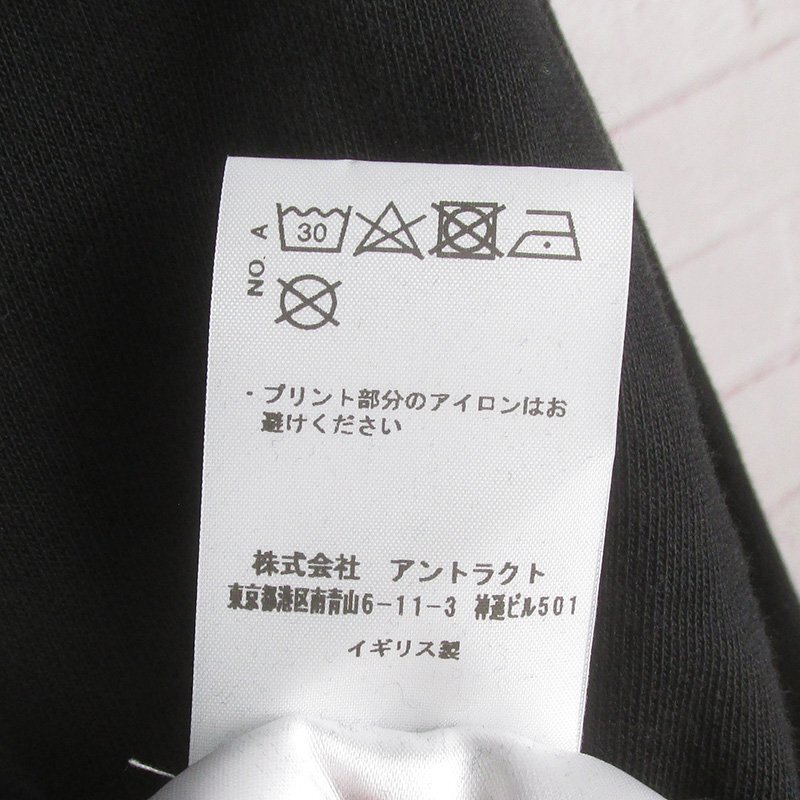 NO. A
30
・プリント部分のアイロンはお
避けください
株式会社 アントラクト
東京都港区南青山6-11-3 神通ビル501
イギリス製